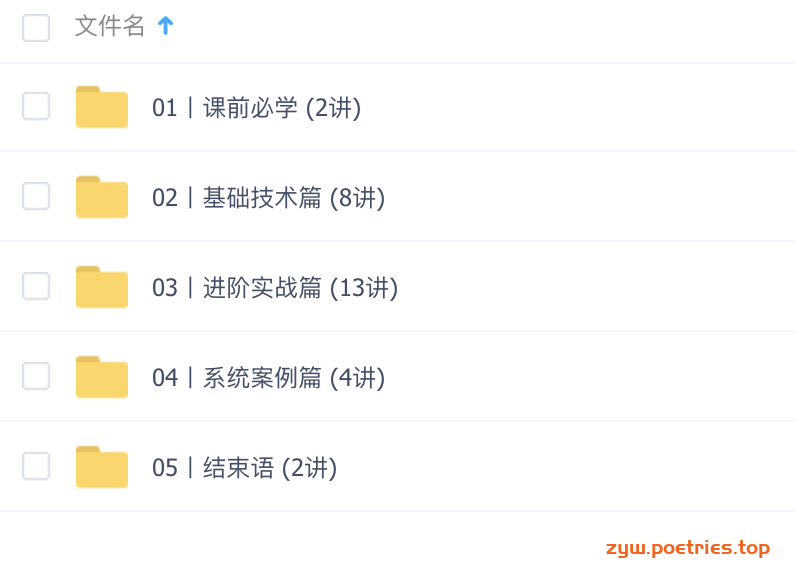 文件名
01丨课前必学 (2讲)
02丨基础技术篇 (8讲)
03丨进阶实战篇 (13讲)
04丨系统案例篇 (4讲)
05丨结束语 (2讲)
zyw.poetries.top